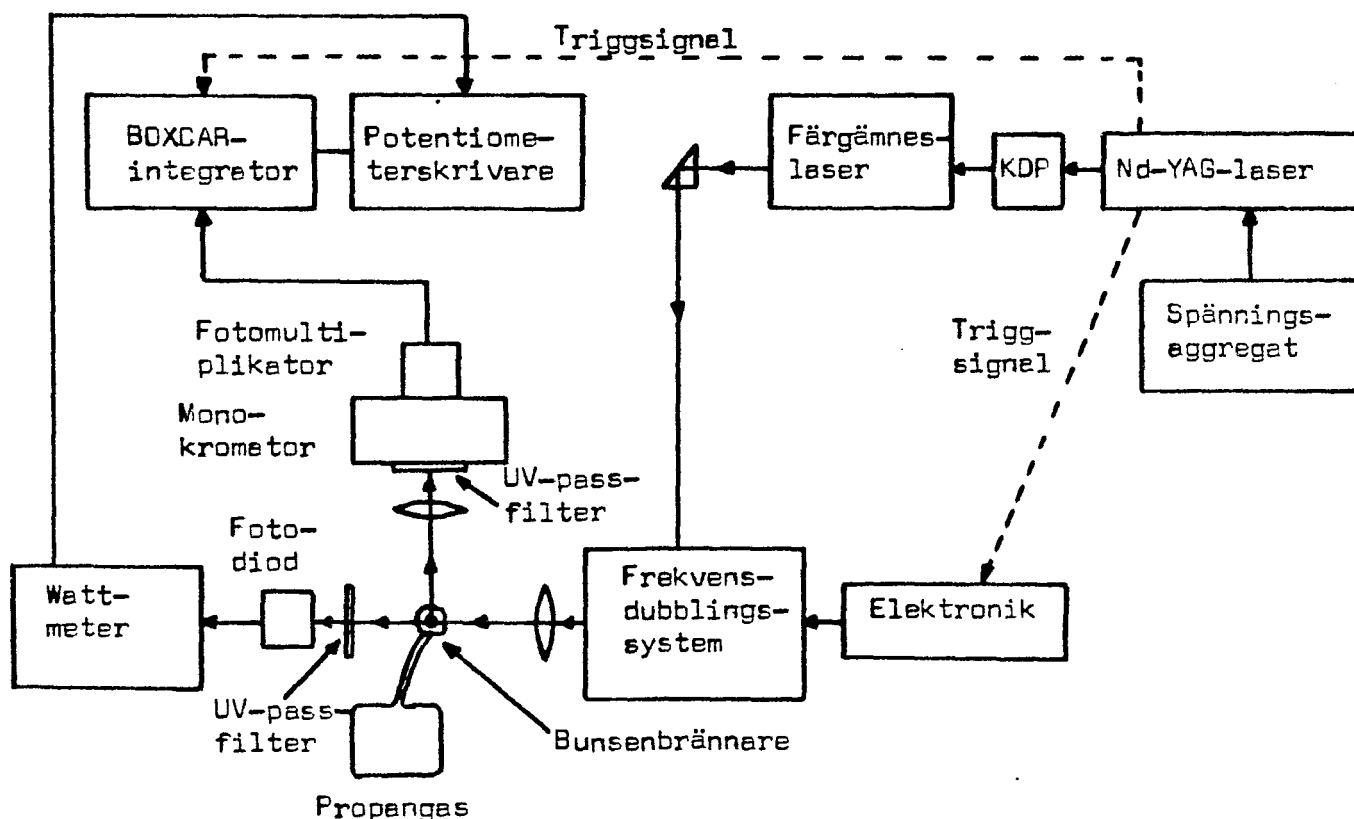 Triggsignal
BOXCAR-
integrator
Potentiome-
terskrivare
Färgämnes-
laser
KDP
Nd-YAG-laser
Spännings-
aggregat
Trigg-
signal
Fotomulti-
plikator
Mono-
kromator
UV-pass-
filter
Foto-
diod
Watt-
meter
Frekvens-
dubblings-
system
Elektronik
UV-pass
filter
Bunsenbrännare
Propangas